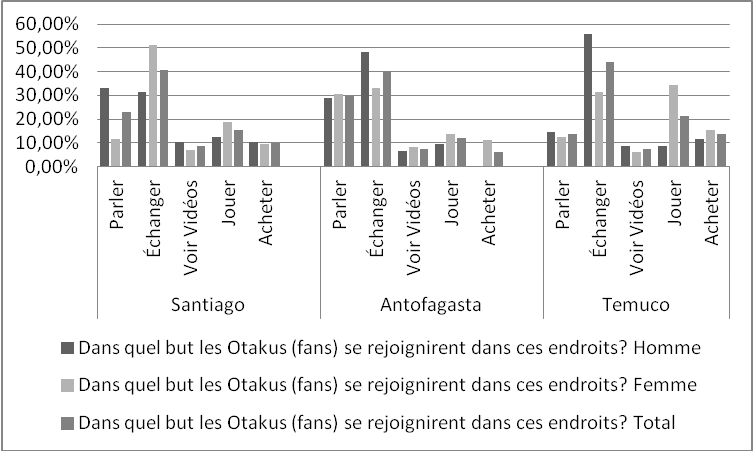 60,00%
50,00%
40,00%
30,00%
20,00%
10,00%
0,00%
Parler
Échanger
Voir Vidéos
Jouer
Acheter
Parler
Échanger
Voir Vidéos
Jouer
Acheter
Parler
Échanger
Voir Vidéos
Jouer
Acheter
Santiago
Antofagasta
Temuco
Dans quel but les Otakus (fans) se rejoignirent dans ces endroits? Homme
Dans quel but les Otakus (fans) se rejoignirent dans ces endroits? Femme
Dans quel but les Otakus (fans) se rejoignirent dans ces endroits? Total